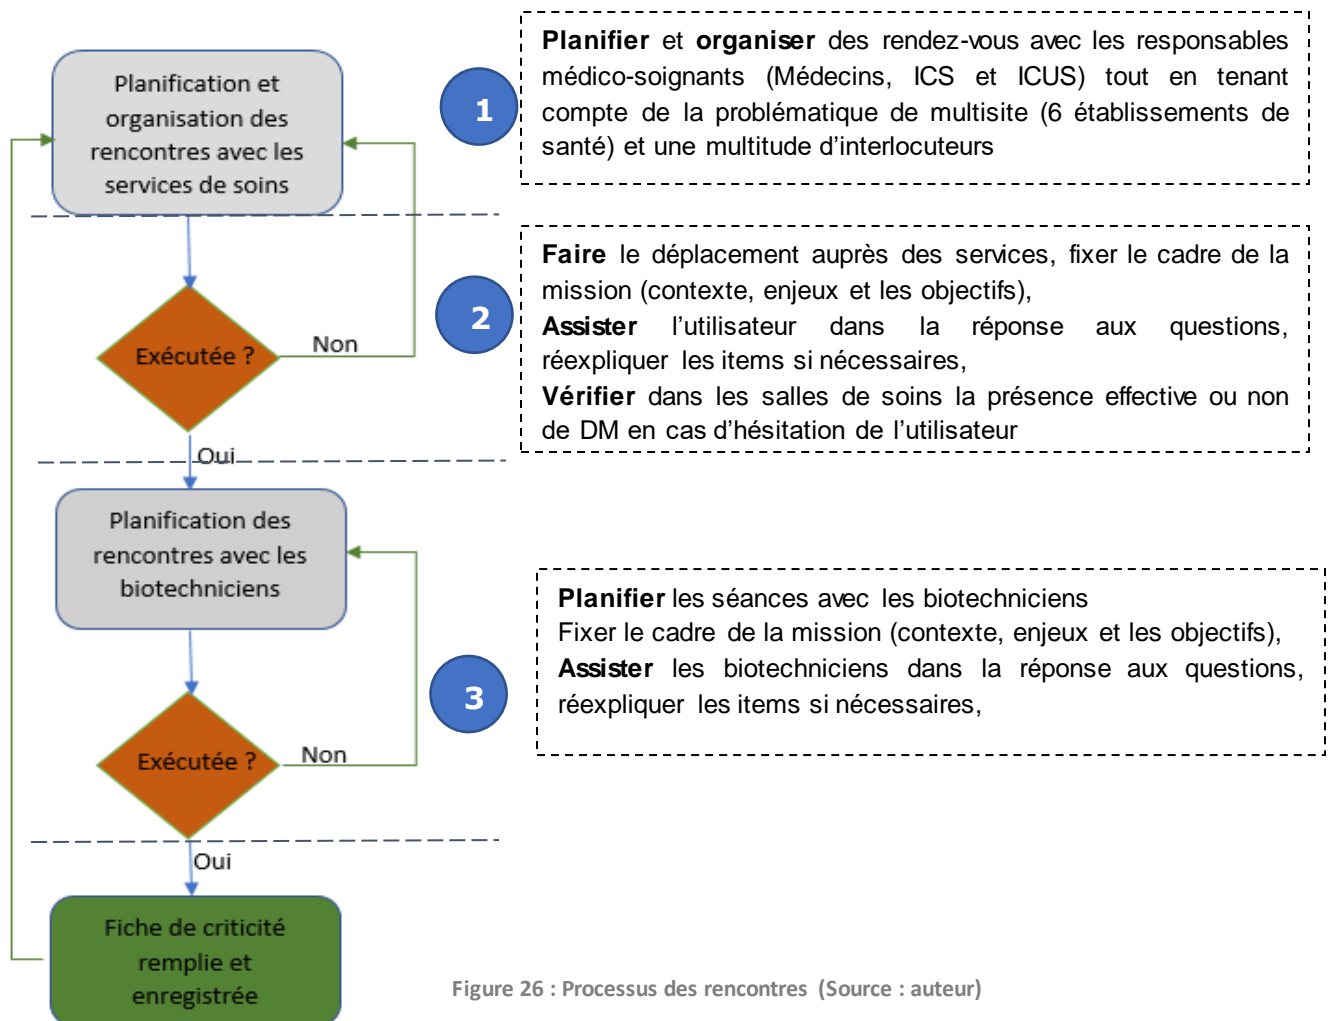 Planification et
organisation des
rencontres avec les
services de soins
1
Planifier et organiser des rendez-vous avec les responsables
médico-soignants (Médecins, ICS et ICUS) tout en tenant
compte de la problématique de multisite (6 établissements de
santé) et une multitude d'interlocuteurs
Exécutée ?
Non
Oui
2
Faire le déplacement auprès des services, fixer le cadre de la
mission (contexte, enjeux et les objectifs),
Assister l'utilisateur dans la réponse aux questions,
réexpliquer les items si nécessaires,
Vérifier dans les salles de soins la présence effective ou non
de DM en cas d'hésitation de l'utilisateur
Planification des
rencontres avec les
biotechniciens
Exécutée ?
Non
Oui
3
Planifier les séances avec les biotechniciens
Fixer le cadre de la mission (contexte, enjeux et les objectifs),
Assister les biotechniciens dans la réponse aux questions,
réexpliquer les items si nécessaires,
Fiche de criticité
remplie et
enregistrée
Figure 26 : Processus des rencontres (Source : auteur)